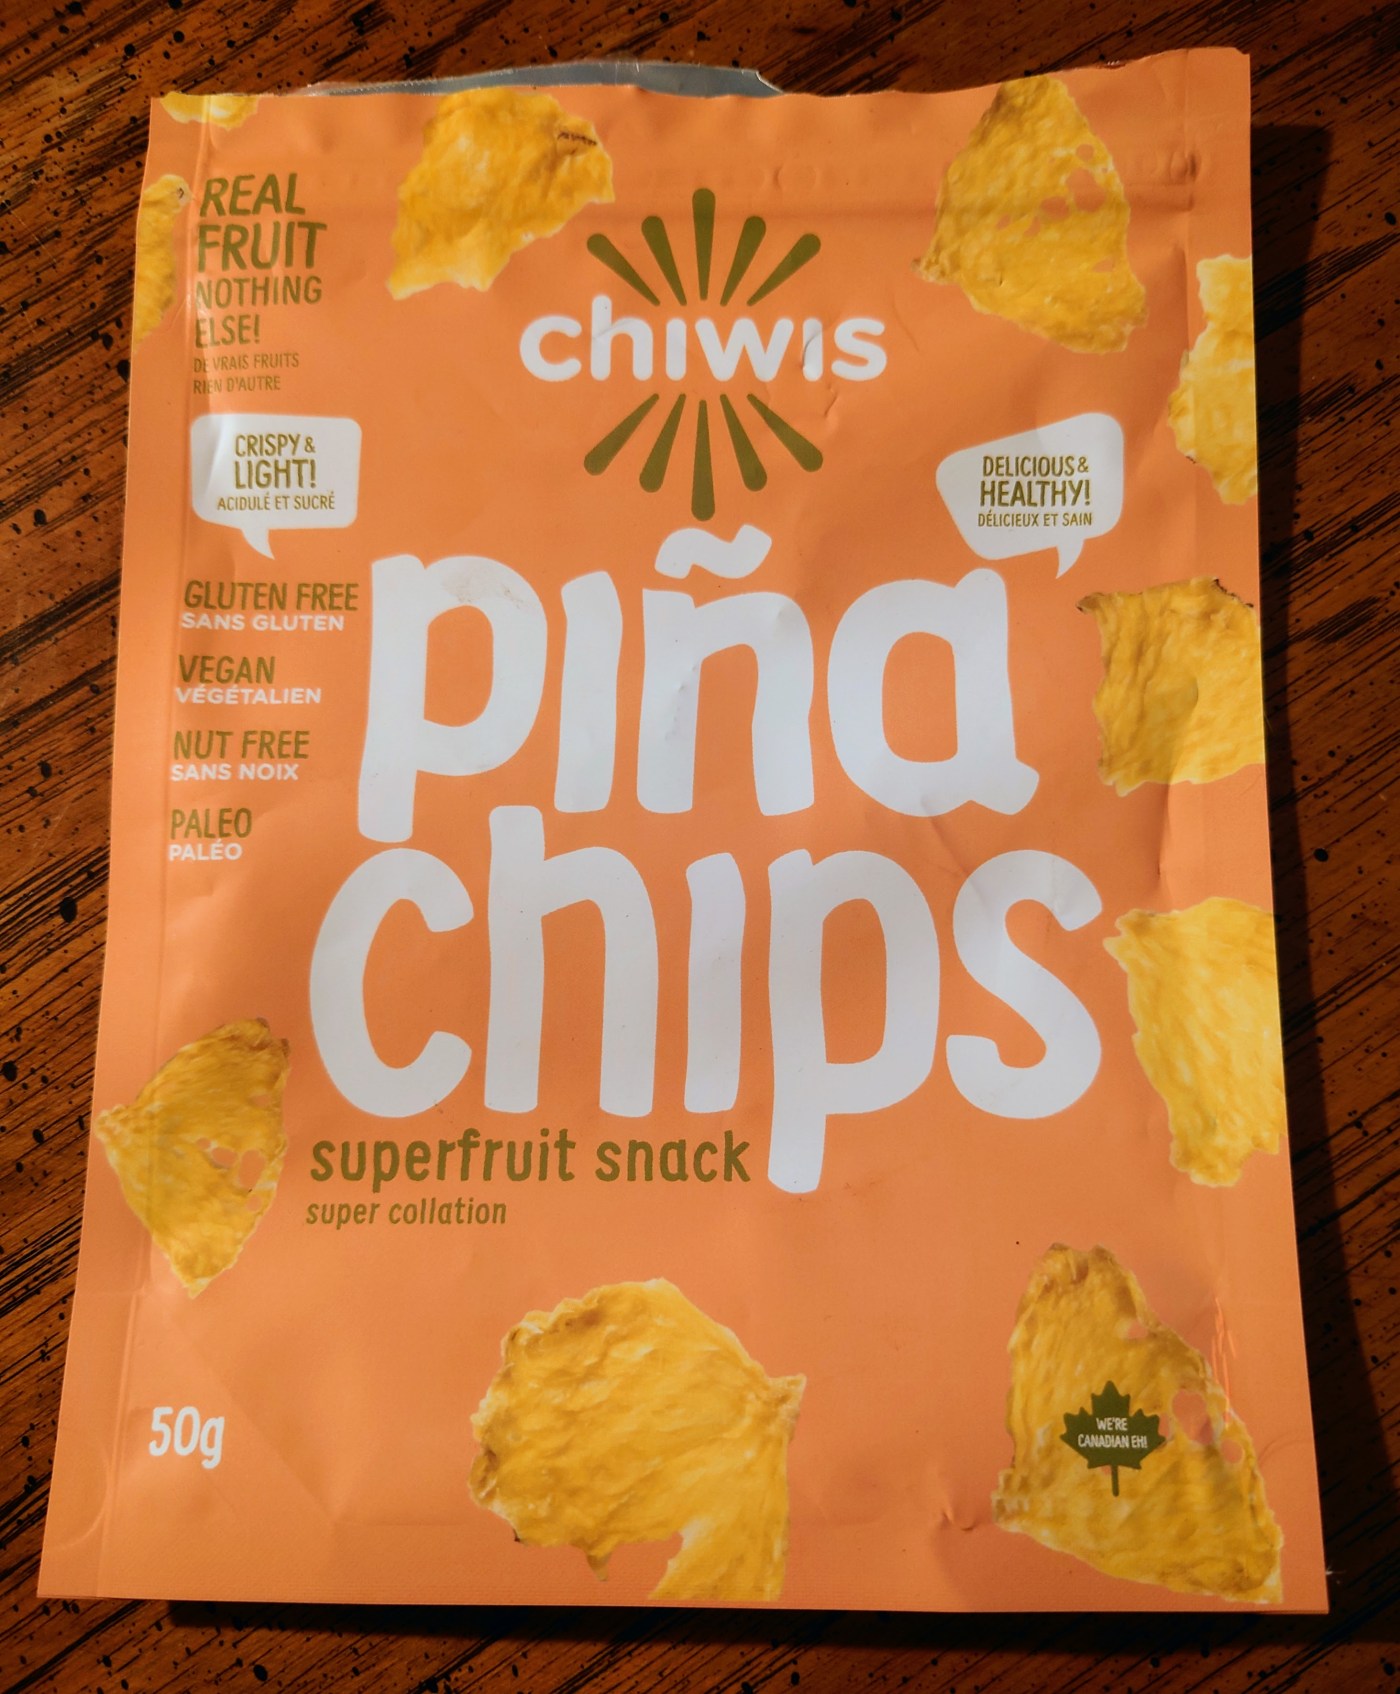 REAL
FRUIT
NOTHING
ELSE!
DE VRAIS FRUITS
RIEN D'AUTRE
chiwis
CRISPY &
LIGHT!
ACIDULÉ ET SUCRÉ
DELICIOUS &
HEALTHY!
DÉLICIEUX ET SAIN
GLUTEN FREE
SANS GLUTEN
VEGAN
VÉGÉTALIEN
NUT FREE
SANS NOIX
PALEO
PALÉO
piña
chips
superfruit snack
super collation
50g
WE'RE
CANADIAN EH!